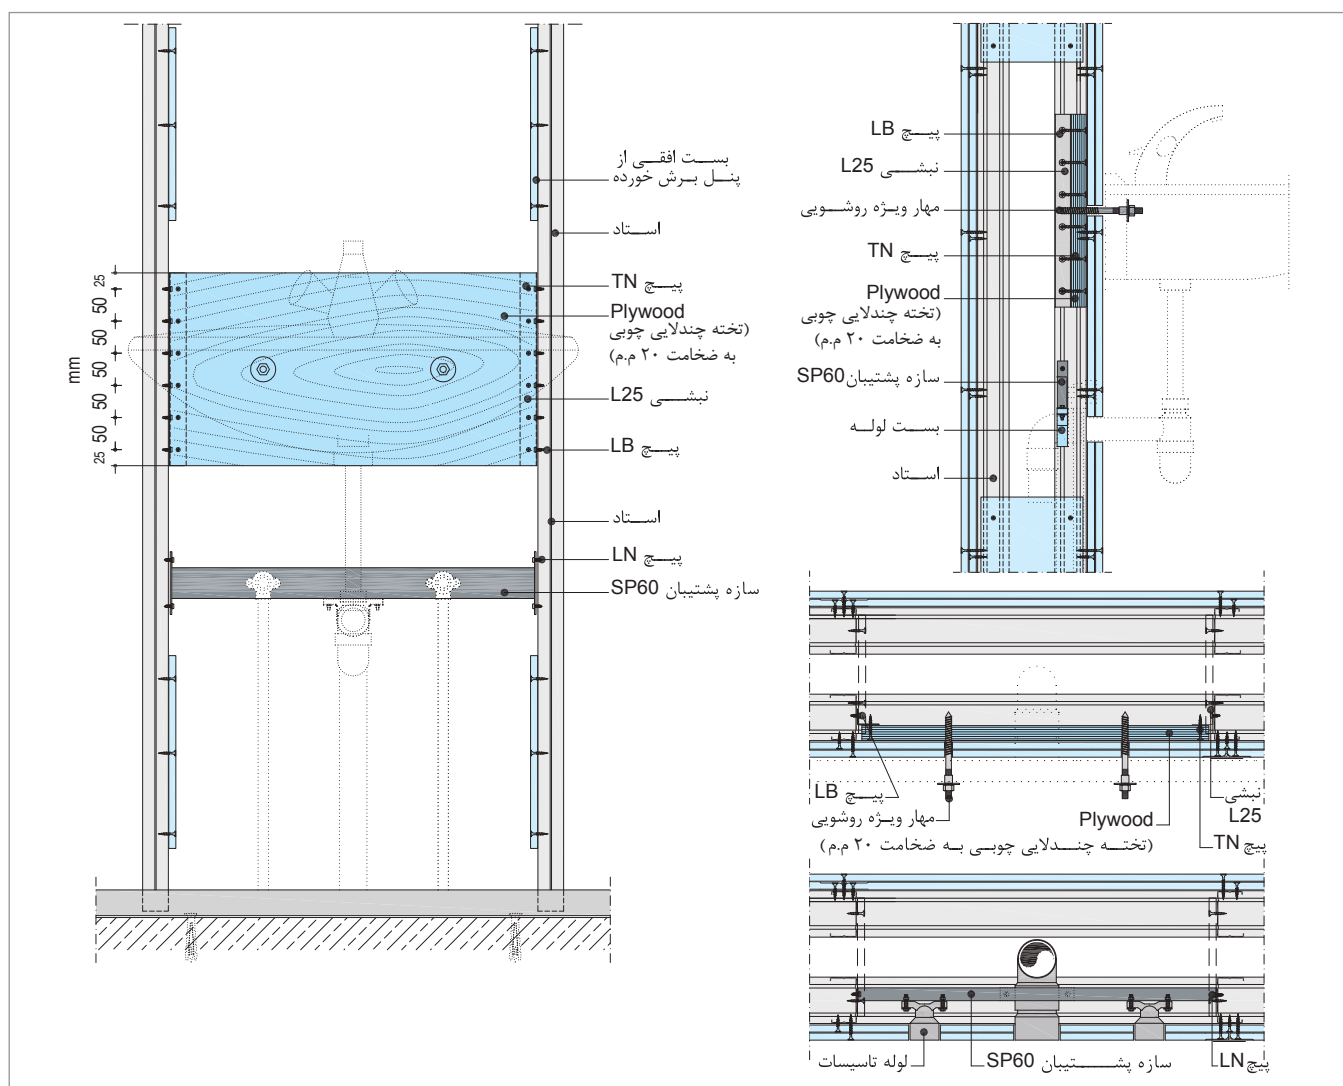 بست افقی از
پنل برش خورده
استاد
پیچ TN
Plywood
(تخته چندلایی چوبی
به ضخامت ۲۰ م.م)
نبشی L25
پیچ LB
استاد
پیچ LN
سازه پشتیبان SP60
25
50
50
50
50
50
25
mm
پیچ LB
نبشی L25
مهار ویژه روشویی
پیچ TN
Plywood
(تخته چندلایی چوبی
به ضخامت ۲۰ م.م)
سازه پشتیبان SP60
بست لوله
استاد
پیچ LB
مهار ویژه روشویی
Plywood
(تخته چندلایی چوبی به ضخامت ۲۰ م.م)
نبشی
L25
پیچ TN
لوله تاسیسات
سازه پشتیبان SP60
پیچ LN